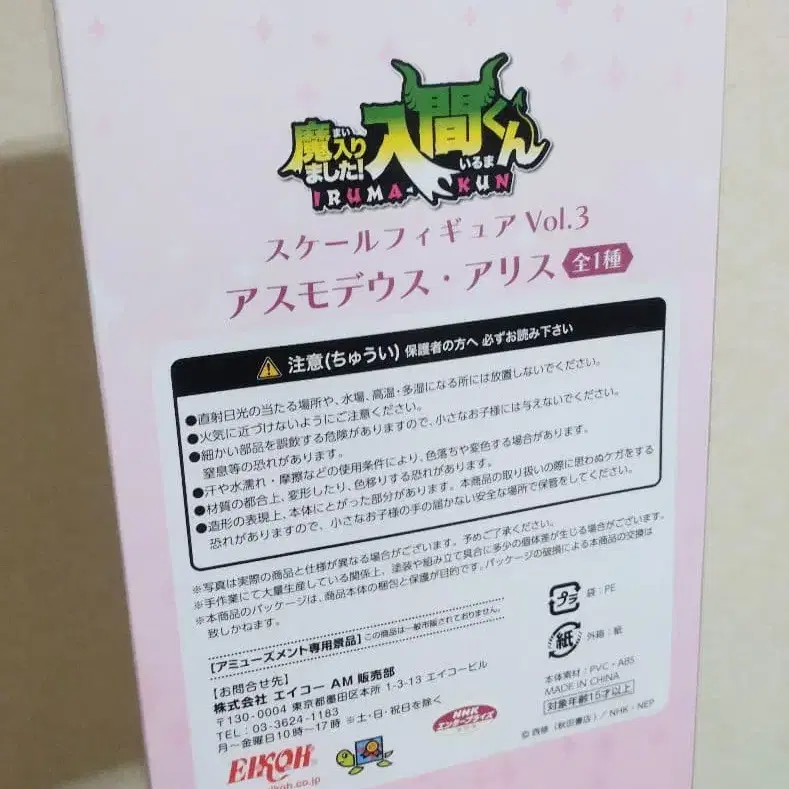 魔入りました!入間くん
まい
いるま
IRUMA-KUN
スケールフィギュア Vol.3
アスモデウス・アリス 全1種
注意(ちゅうい) 保護者の方へ 必ずお読み下さい
●直射日光の当たる場所や、水場、高温・多湿になる所には放置しないでください。
●火気に近づけないようにご注意ください。
●細かい部品を誤飲する危険がありますので、小さなお子様には与えないでください。
窒息等の恐れがあります。
●汗や水濡れ・摩擦などの使用条件により、色落ちや変色する場合があります。
●材質の都合上、変形したり、色移りする恐れがあります。
●造形の表現上、本体にとがった部分があります。本商品の取り扱いの際に思わぬケガをする
恐れがありますので、小さなお子様の手の届かない安全な場所で保管をしてください。
※写真は実際の商品と仕様が異なる場合がございます。予めご了承ください。
※手作業にて大量生産している関係上、塗装や組み立て具合に多少の個体差が生じる場合がございます。
※本商品のパッケージは、商品本体の梱包と保護が目的です。パッケージの破損による本商品の交換は
致しかねます。
[アミューズメント専用景品] この商品は一般市販されておりません。
【お問合せ先】
株式会社 エイコー AM 販売部
〒130-0004 東京都墨田区本所 1-3-13 エイコービル
TEL : 03-3624-1183
月〜金曜日10時〜17時 ※土・日・祝日を除く
EIKOH
eikoh.co.jp
NHK
エンタープライズ
プラ
袋:PE
紙
外箱:紙
本体素材/PVC・ABS
MADE IN CHINA
対象年齢15才以上
©西修(秋田書店)/NHK・NEP